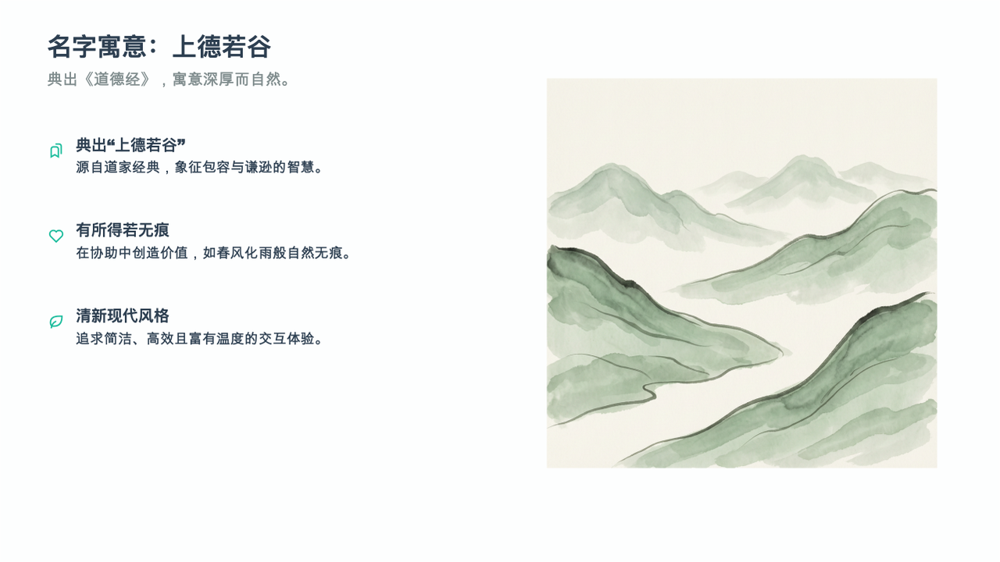 名字寓意：上德若谷
典出《道德经》，寓意深厚而自然。
典出“上德若谷”
源自道家经典，象征包容与谦逊的智慧。
有所得若无痕
在协助中创造价值，如春风化雨般自然无痕。
清新现代风格
追求简洁、高效且富有温度的交互体验。